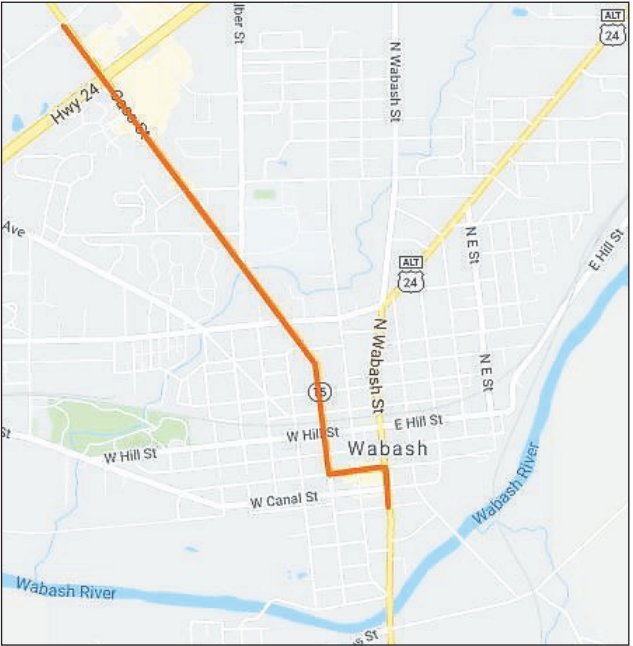 ALT
24
N Wabash St
Hwy 24
Cass St
Ave
N E St
E Hill St
ALT
24
N Wabash St
15
N E St
E Hill St
W Hill St
Wabash
W Hill St
St
W Canal St
Wabash River
Wabash River